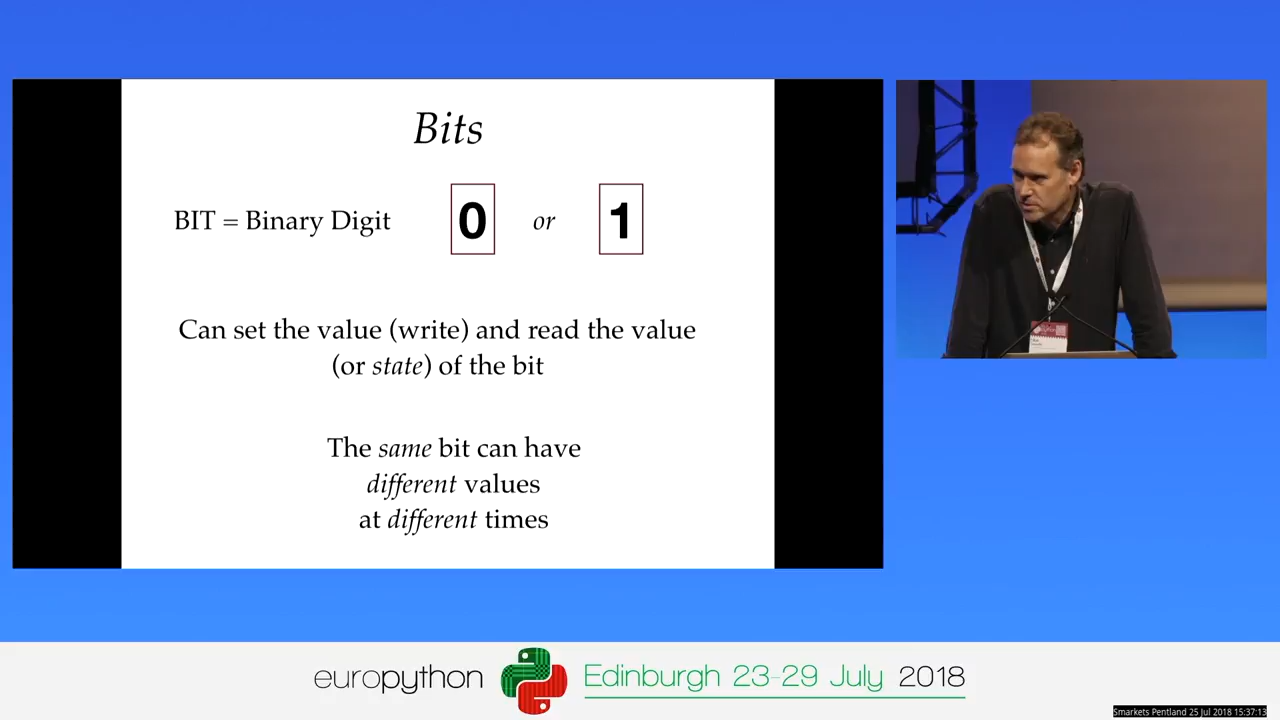 Bits
BIT = Binary Digit 0 or 1
Can set the value (write) and read the value
(or state) of the bit
The same bit can have
different values
at different times
europython Edinburgh 23-29 July 2018
Smarkets Pentland 25 Jul 2018 15:37:13